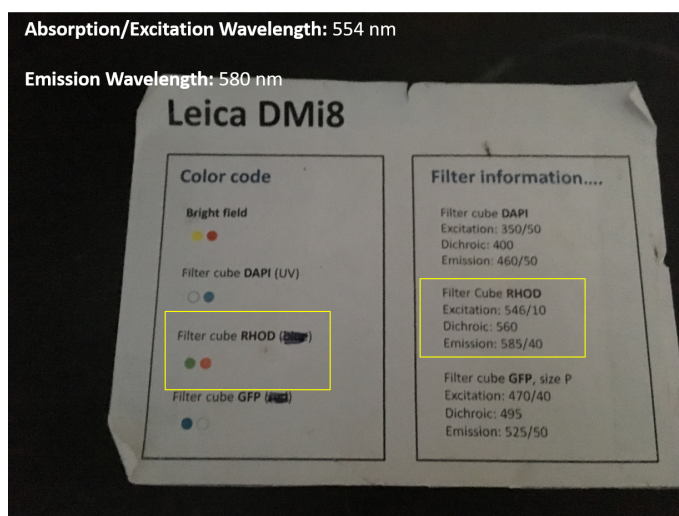 Absorption/Excitation Wavelength: 554 nm
Emission Wavelength: 580 nm
Leica DMi8
Color code
Bright field
Filter cube DAPI (UV)
Filter cube RHOD ( )
Filter cube GFP ( )
Filter information....
Filter cube DAPI
Excitation: 350/50
Dichroic: 400
Emission: 460/50
Filter Cube RHOD
Excitation: 546/10
Dichroic: 560
Emission: 585/40
Filter cube GFP, size P
Excitation: 470/40
Dichroic: 495
Emission: 525/50